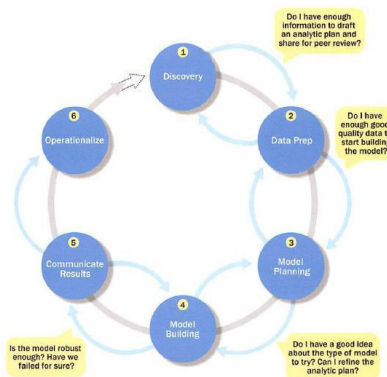 Do I have enough
information to draft
an analytic plan and
share for peer review?
1
Discovery
2
Data Prep
Do I have
enough good
quality data t
start building
the model?
3
Model
Planning
Do I have a good idea
about the type of model
to try? Can I refine the
analytic plan?
4
Model
Building
Is the model robust
enough? Have we
failed for sure?
5
Communicate
Results
6
Operationalize